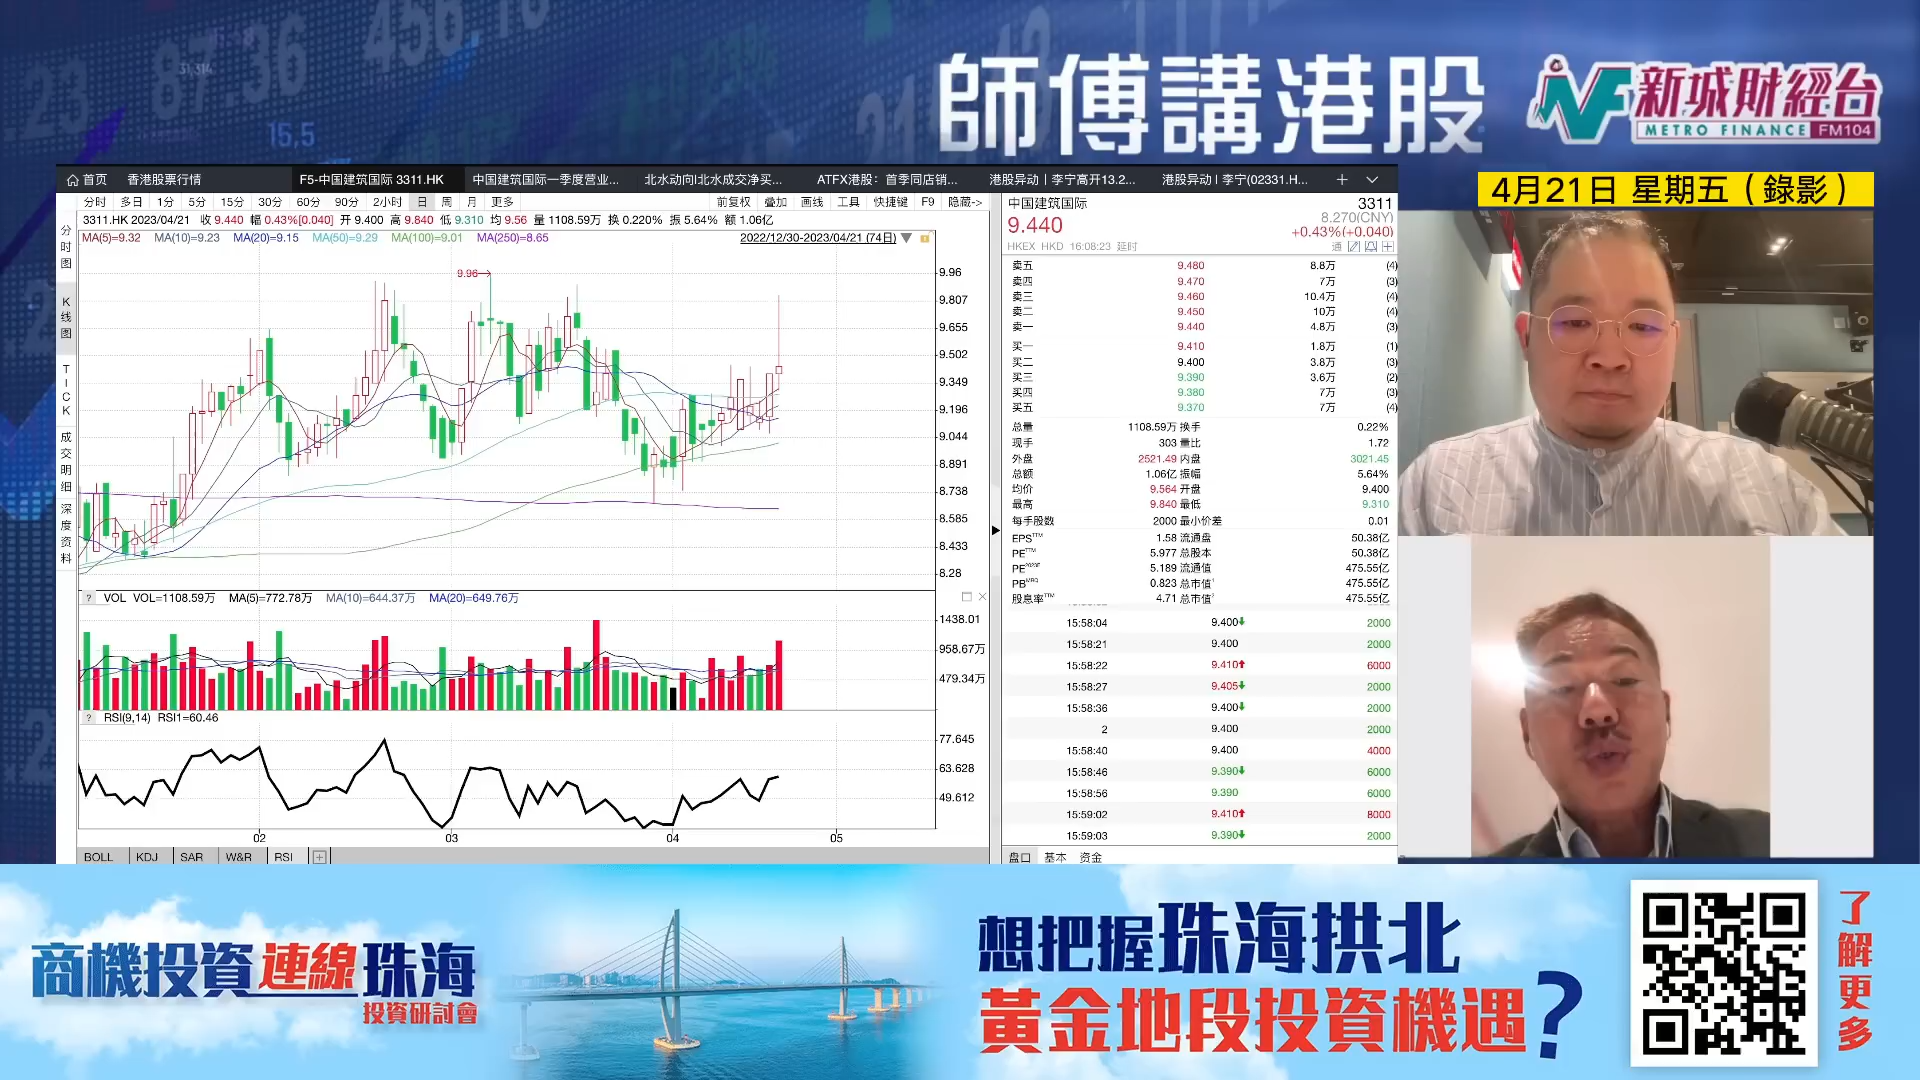 師傅講港股
新城財經台
METRO FINANCE FM104
4月21日 星期五（錄影）
首页 香港股票行情 F5-中国建筑国际 3311.HK 中国建筑国际一季度营业... 北水动向|北水成交净买... ATFX港股：首季同店销... 港股异动丨李宁高开13.2... 港股异动丨李宁(02331.H...
分时 多日 1分 5分 15分 30分 60分 90分 2小时 日 周 月 更多 前复权 叠加 画线 工具 快捷键 F9 隐藏->
3311.HK 2023/04/21 收 9.440 幅 0.43%[0.040] 开 9.400 高 9.840 低 9.310 均 9.56 量 1108.59万 换 0.220% 振 5.64% 额 1.06亿
MA(5)=9.32 MA(10)=9.23 MA(20)=9.15 MA(50)=9.29 MA(100)=9.01 MA(250)=8.65 2022/12/30-2023/04/21 (74日)
分时图
K线图
TICK
成交明细
深度资料
9.96
9.96
9.807
9.655
9.502
9.349
9.196
9.044
8.891
8.738
8.585
8.433
8.28
? VOL VOL=1108.59万 MA(5)=772.78万 MA(10)=644.37万 MA(20)=649.76万
1438.01
958.67万
479.34万
? RSI(9,14) RSI1=60.46
77.645
63.628
49.612
02 03 04 05
BOLL KDJ SAR W&R RSI
中国建筑国际 3311
9.440 8.270(CNY)
+0.43%(+0.040)
HKEX HKD 16:08:23 延时 通
卖五 9.480 8.8万 (4)
卖四 9.470 7万 (3)
卖三 9.460 10.4万 (4)
卖二 9.450 10万 (4)
卖一 9.440 4.8万 (3)
买一 9.410 1.8万 (1)
买二 9.400 3.8万 (3)
买三 9.390 3.6万 (2)
买四 9.380 7万 (3)
买五 9.370 7万 (4)
总量 1108.59万 换手 0.22%
现手 303 量比 1.72
外盘 2521.49 内盘 3021.45
总额 1.06亿 振幅 5.64%
均价 9.564 开盘 9.400
最高 9.840 最低 9.310
每手股数 2000 最小价差 0.01
EPS TTM 1.58 流通盘 50.38亿
PE TTM 5.977 总股本 50.38亿
PE 2023E 5.189 流通值 475.55亿
PB MRQ 0.823 总市值 475.55亿
股息率 TTM 4.71 总市值 475.55亿
15:58:04 9.400 2000
15:58:21 9.400 2000
15:58:22 9.410 6000
15:58:27 9.405 2000
15:58:36 9.400 2000
2 9.400 2000
15:58:40 9.400 4000
15:58:46 9.390 6000
15:58:56 9.390 6000
15:59:02 9.410 8000
15:59:03 9.390 2000
盘口 基本 资金
商機投資連線珠海
投資研討會
想把握珠海拱北
黃金地段投資機遇？
了解更多